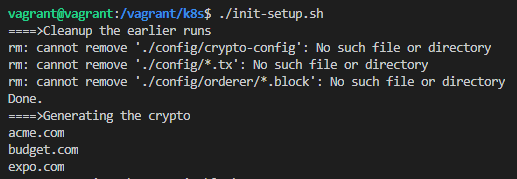 vagrant@vagrant:/vagrant/k8s$ ./init-setup.sh
====>Cleanup the earlier runs
rm: cannot remove './config/crypto-config': No such file or directory
rm: cannot remove './config/*.tx': No such file or directory
rm: cannot remove './config/orderer/*.block': No such file or directory
Done.
====>Generating the crypto
acme.com
budget.com
expo.com